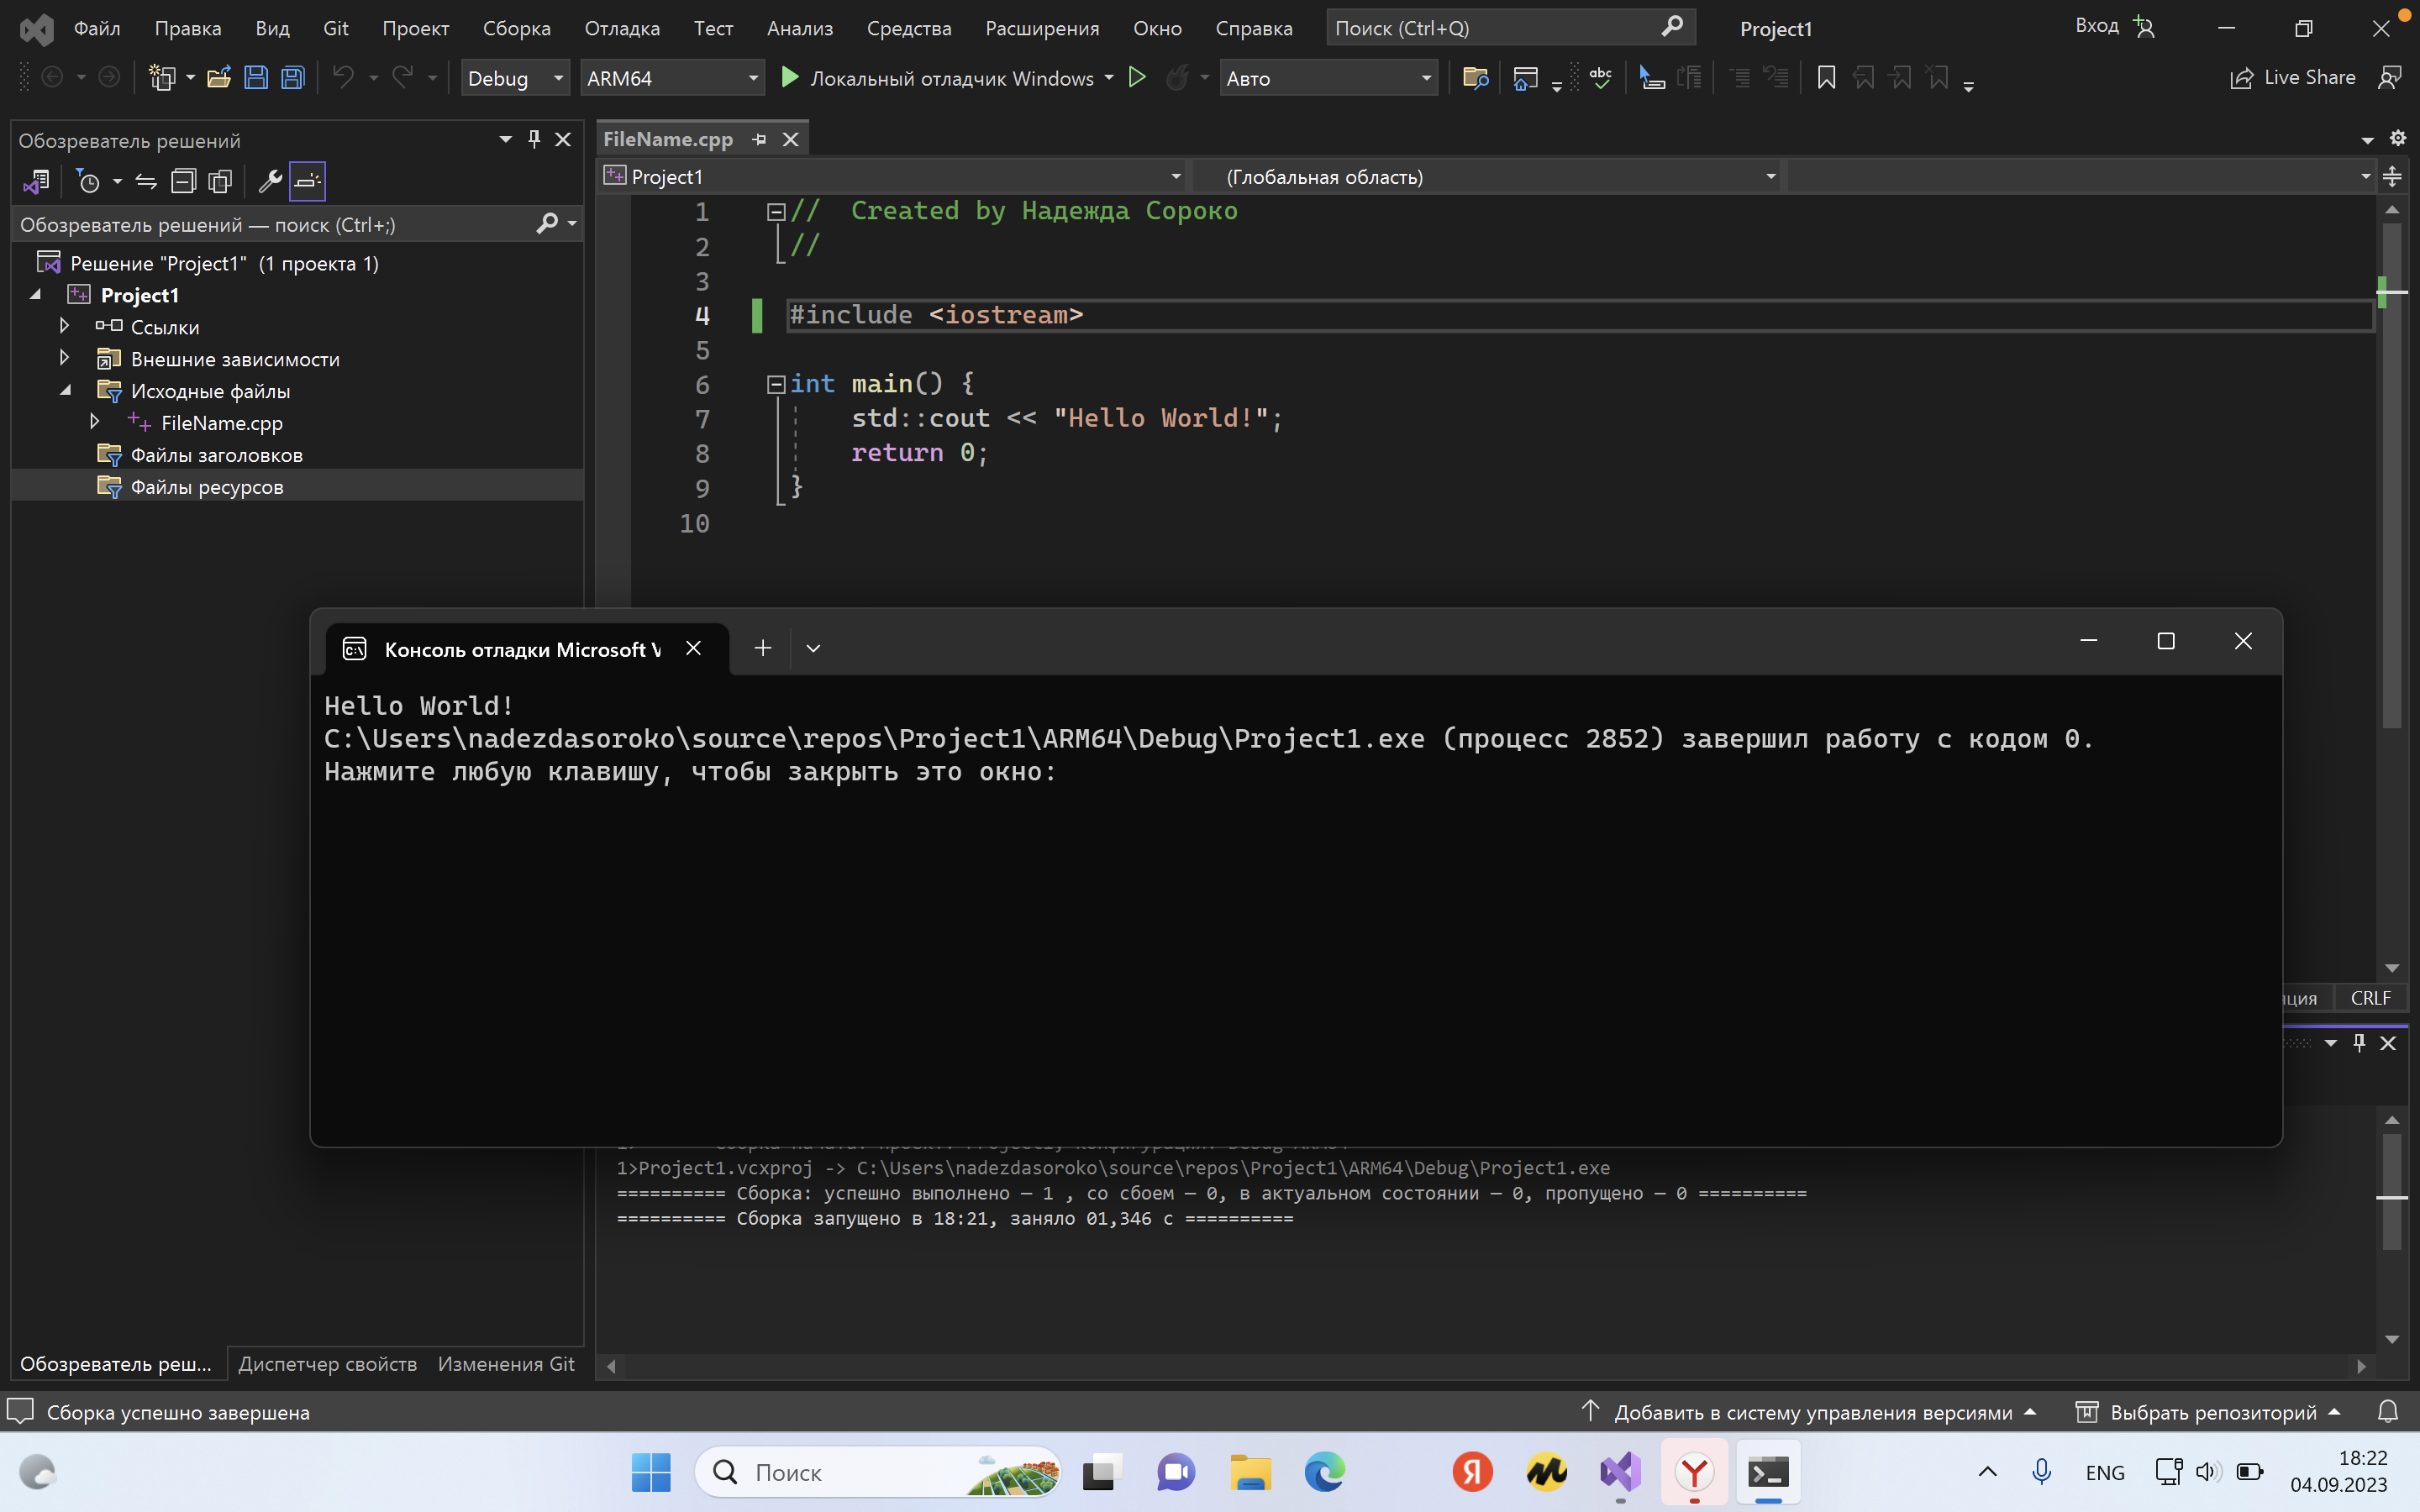 Файл Правка Вид Git Проект Сборка Отладка Тест Анализ Средства Расширения Окно Справка Поиск (Ctrl+Q) Project1 Вход
Debug ARM64 Локальный отладчик Windows Авто abc Live Share
Обозреватель решений
Обозреватель решений — поиск (Ctrl+;)
Решение "Project1" (1 проекта 1)
Project1
Ссылки
Внешние зависимости
Исходные файлы
FileName.cpp
Файлы заголовков
Файлы ресурсов
FileName.cpp
Project1 (Глобальная область)
1 // Created by Надежда Сороко
2 //
3
4 #include <iostream>
5
6 int main() {
7 std::cout << "Hello World!";
8 return 0;
9 }
10
Консоль отладки Microsoft V
Hello World!
C:\Users\nadezdasoroko\source\repos\Project1\ARM64\Debug\Project1.exe (процесс 2852) завершил работу с кодом 0.
Нажмите любую клавишу, чтобы закрыть это окно:
CRLF
1>Project1.vcxproj -> C:\Users\nadezdasoroko\source\repos\Project1\ARM64\Debug\Project1.exe
========== Сборка: успешно выполнено — 1 , со сбоем — 0, в актуальном состоянии — 0, пропущено — 0 ==========
========== Сборка запущено в 18:21, заняло 01,346 с ==========
Обозреватель реш... Диспетчер свойств Изменения Git
Сборка успешно завершена Добавить в систему управления версиями Выбрать репозиторий
Поиск
Я
ENG
18:22
04.09.2023